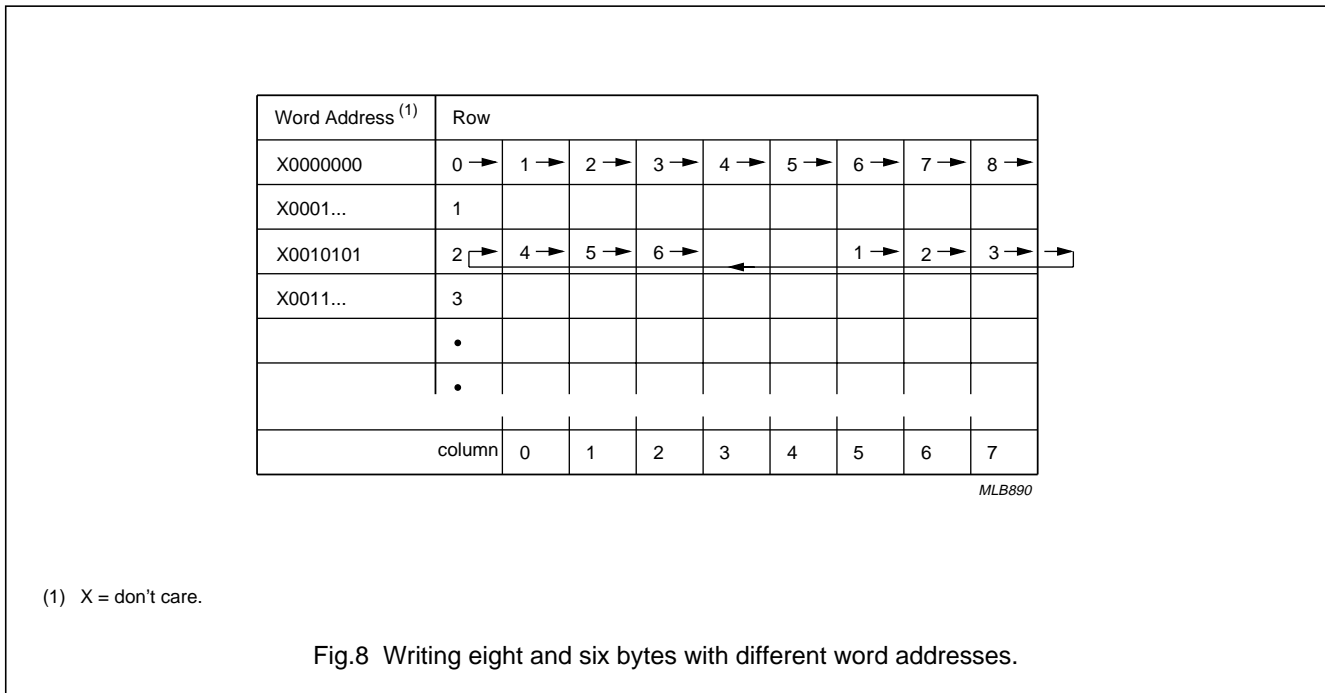 Word Address (1) Row
X0000000 0 1 2 3 4 5 6 7 8
X0001... 1
X0010101 2 4 5 6 1 2 3
X0011... 3
•
•
column 0 1 2 3 4 5 6 7
MLB890
(1) X = don't care.
Fig.8 Writing eight and six bytes with different word addresses.